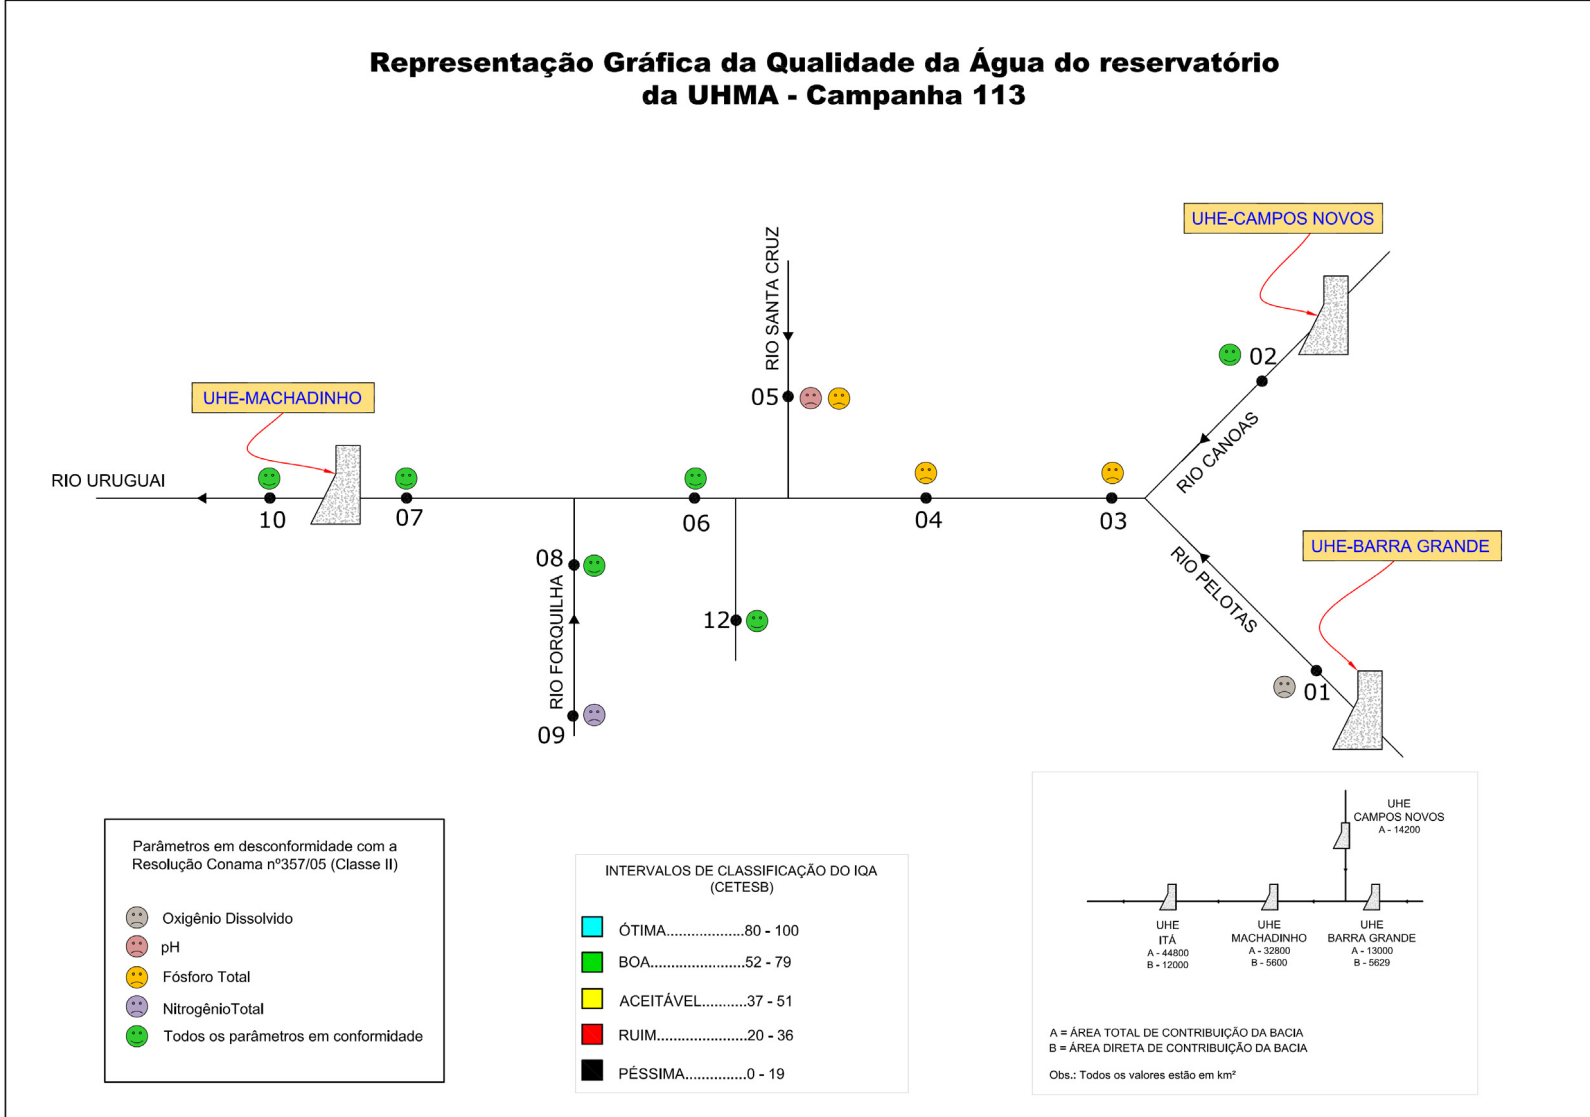 Representação Gráfica da Qualidade da Água do reservatório
da UHMA - Campanha 113
UHE-CAMPOS NOVOS
RIO SANTA CRUZ
02
UHE-MACHADINHO
05
RIO CANOAS
RIO URUGUAI
10
07
06
04
03
UHE-BARRA GRANDE
08
RIO PELOTAS
RIO FORQUILHA
12
01
09
Parâmetros em desconformidade com a
Resolução Conama nº357/05 (Classe II)
Oxigênio Dissolvido
pH
Fósforo Total
NitrogênioTotal
Todos os parâmetros em conformidade
INTERVALOS DE CLASSIFICAÇÃO DO IQA
(CETESB)
ÓTIMA..................80 - 100
BOA......................52 - 79
ACEITÁVEL...........37 - 51
RUIM.....................20 - 36
PÉSSIMA..............0 - 19
UHE
CAMPOS NOVOS
A - 14200
UHE
ITÁ
A - 44800
B - 12000
UHE
MACHADINHO
A - 32800
B - 5600
UHE
BARRA GRANDE
A - 13000
B - 5629
A = ÁREA TOTAL DE CONTRIBUIÇÃO DA BACIA
B = ÁREA DIRETA DE CONTRIBUIÇÃO DA BACIA
Obs.: Todos os valores estão em km²